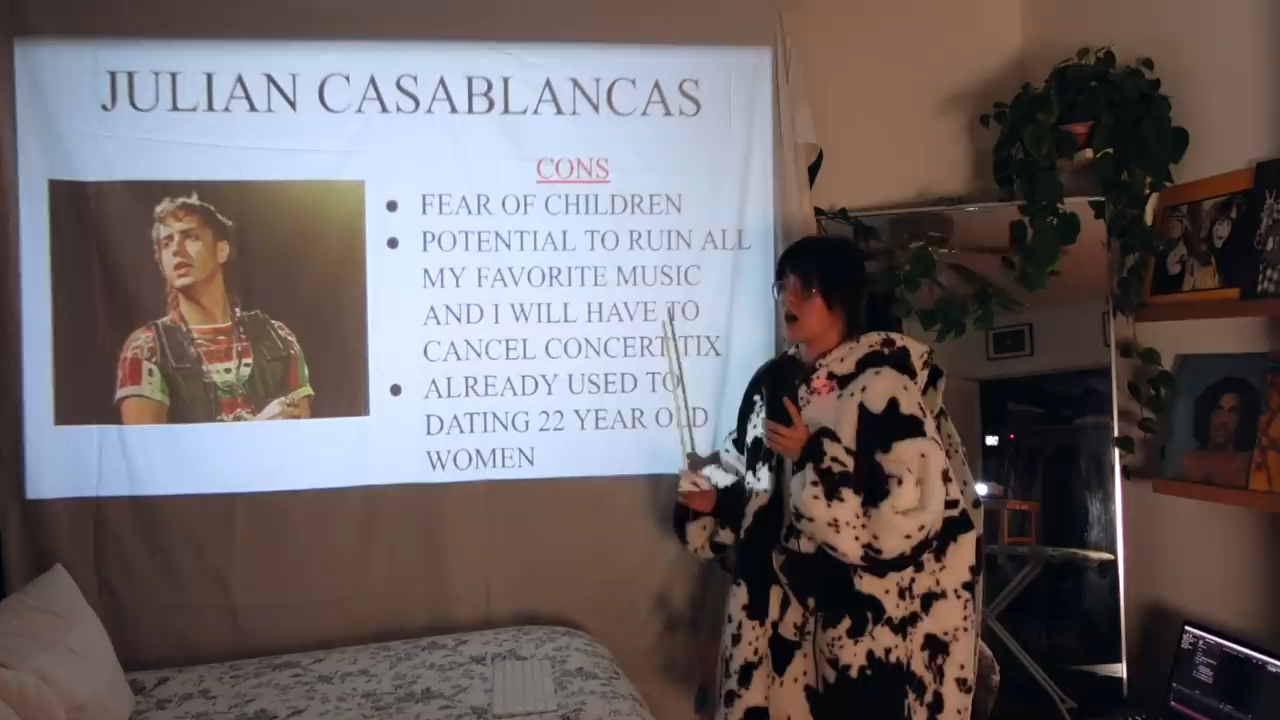 JULIAN CASABLANCAS
CONS
● FEAR OF CHILDREN
● POTENTIAL TO RUIN ALL
MY FAVORITE MUSIC
AND I WILL HAVE TO
CANCEL CONCERT TIX
● ALREADY USED TO
DATING 22 YEAR OLD
WOMEN